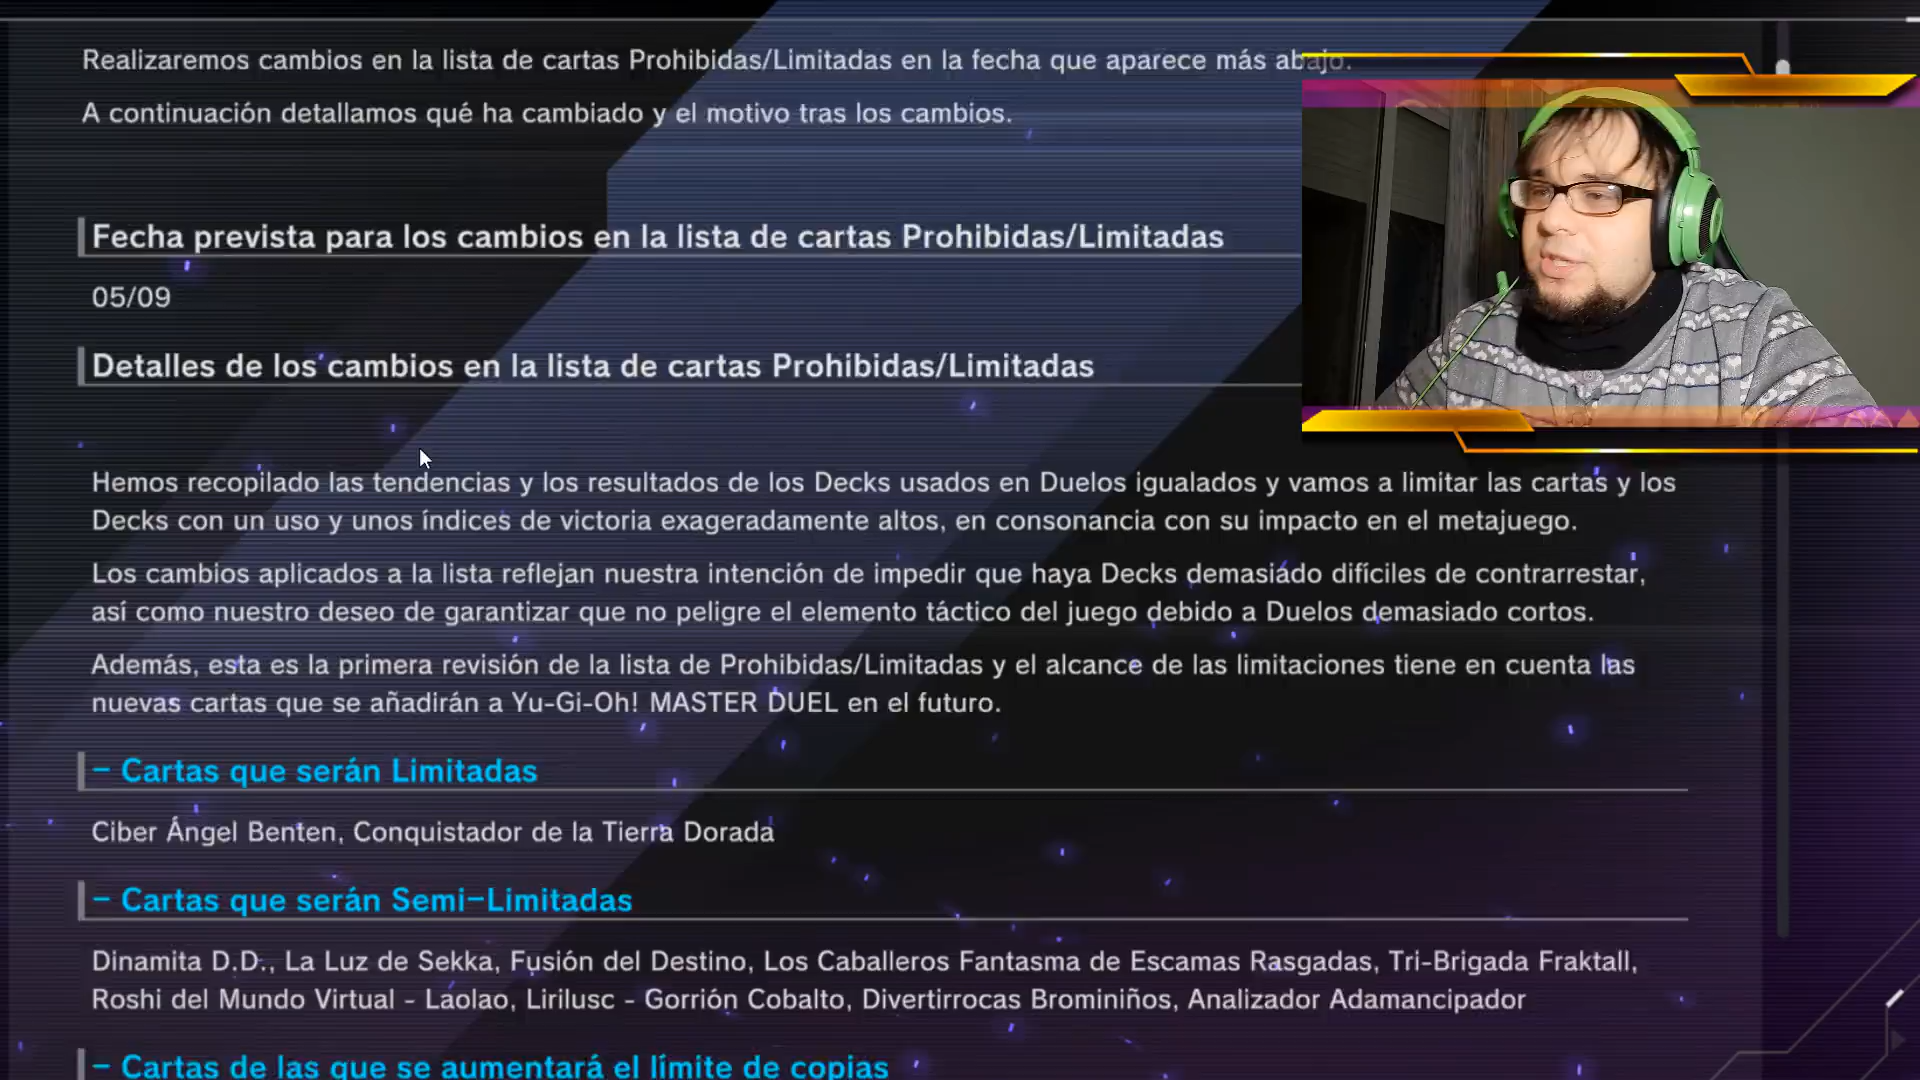 Realizaremos cambios en la lista de cartas Prohibidas/Limitadas en la fecha que aparece más abajo.
A continuación detallamos qué ha cambiado y el motivo tras los cambios.
Fecha prevista para los cambios en la lista de cartas Prohibidas/Limitadas
05/09
Detalles de los cambios en la lista de cartas Prohibidas/Limitadas
Hemos recopilado las tendencias y los resultados de los Decks usados en Duelos igualados y vamos a limitar las cartas y los
Decks con un uso y unos índices de victoria exageradamente altos, en consonancia con su impacto en el metajuego.
Los cambios aplicados a la lista reflejan nuestra intención de impedir que haya Decks demasiado difíciles de contrarrestar,
así como nuestro deseo de garantizar que no peligre el elemento táctico del juego debido a Duelos demasiado cortos.
Además, esta es la primera revisión de la lista de Prohibidas/Limitadas y el alcance de las limitaciones tiene en cuenta las
nuevas cartas que se añadirán a Yu-Gi-Oh! MASTER DUEL en el futuro.
– Cartas que serán Limitadas
Ciber Ángel Benten, Conquistador de la Tierra Dorada
– Cartas que serán Semi-Limitadas
Dinamita D.D., La Luz de Sekka, Fusión del Destino, Los Caballeros Fantasma de Escamas Rasgadas, Tri-Brigada Fraktall,
Roshi del Mundo Virtual - Laolao, Lirilusc - Gorrión Cobalto, Divertirrocas Brominiños, Analizador Adamancipador
– Cartas de las que se aumentará el límite de copias